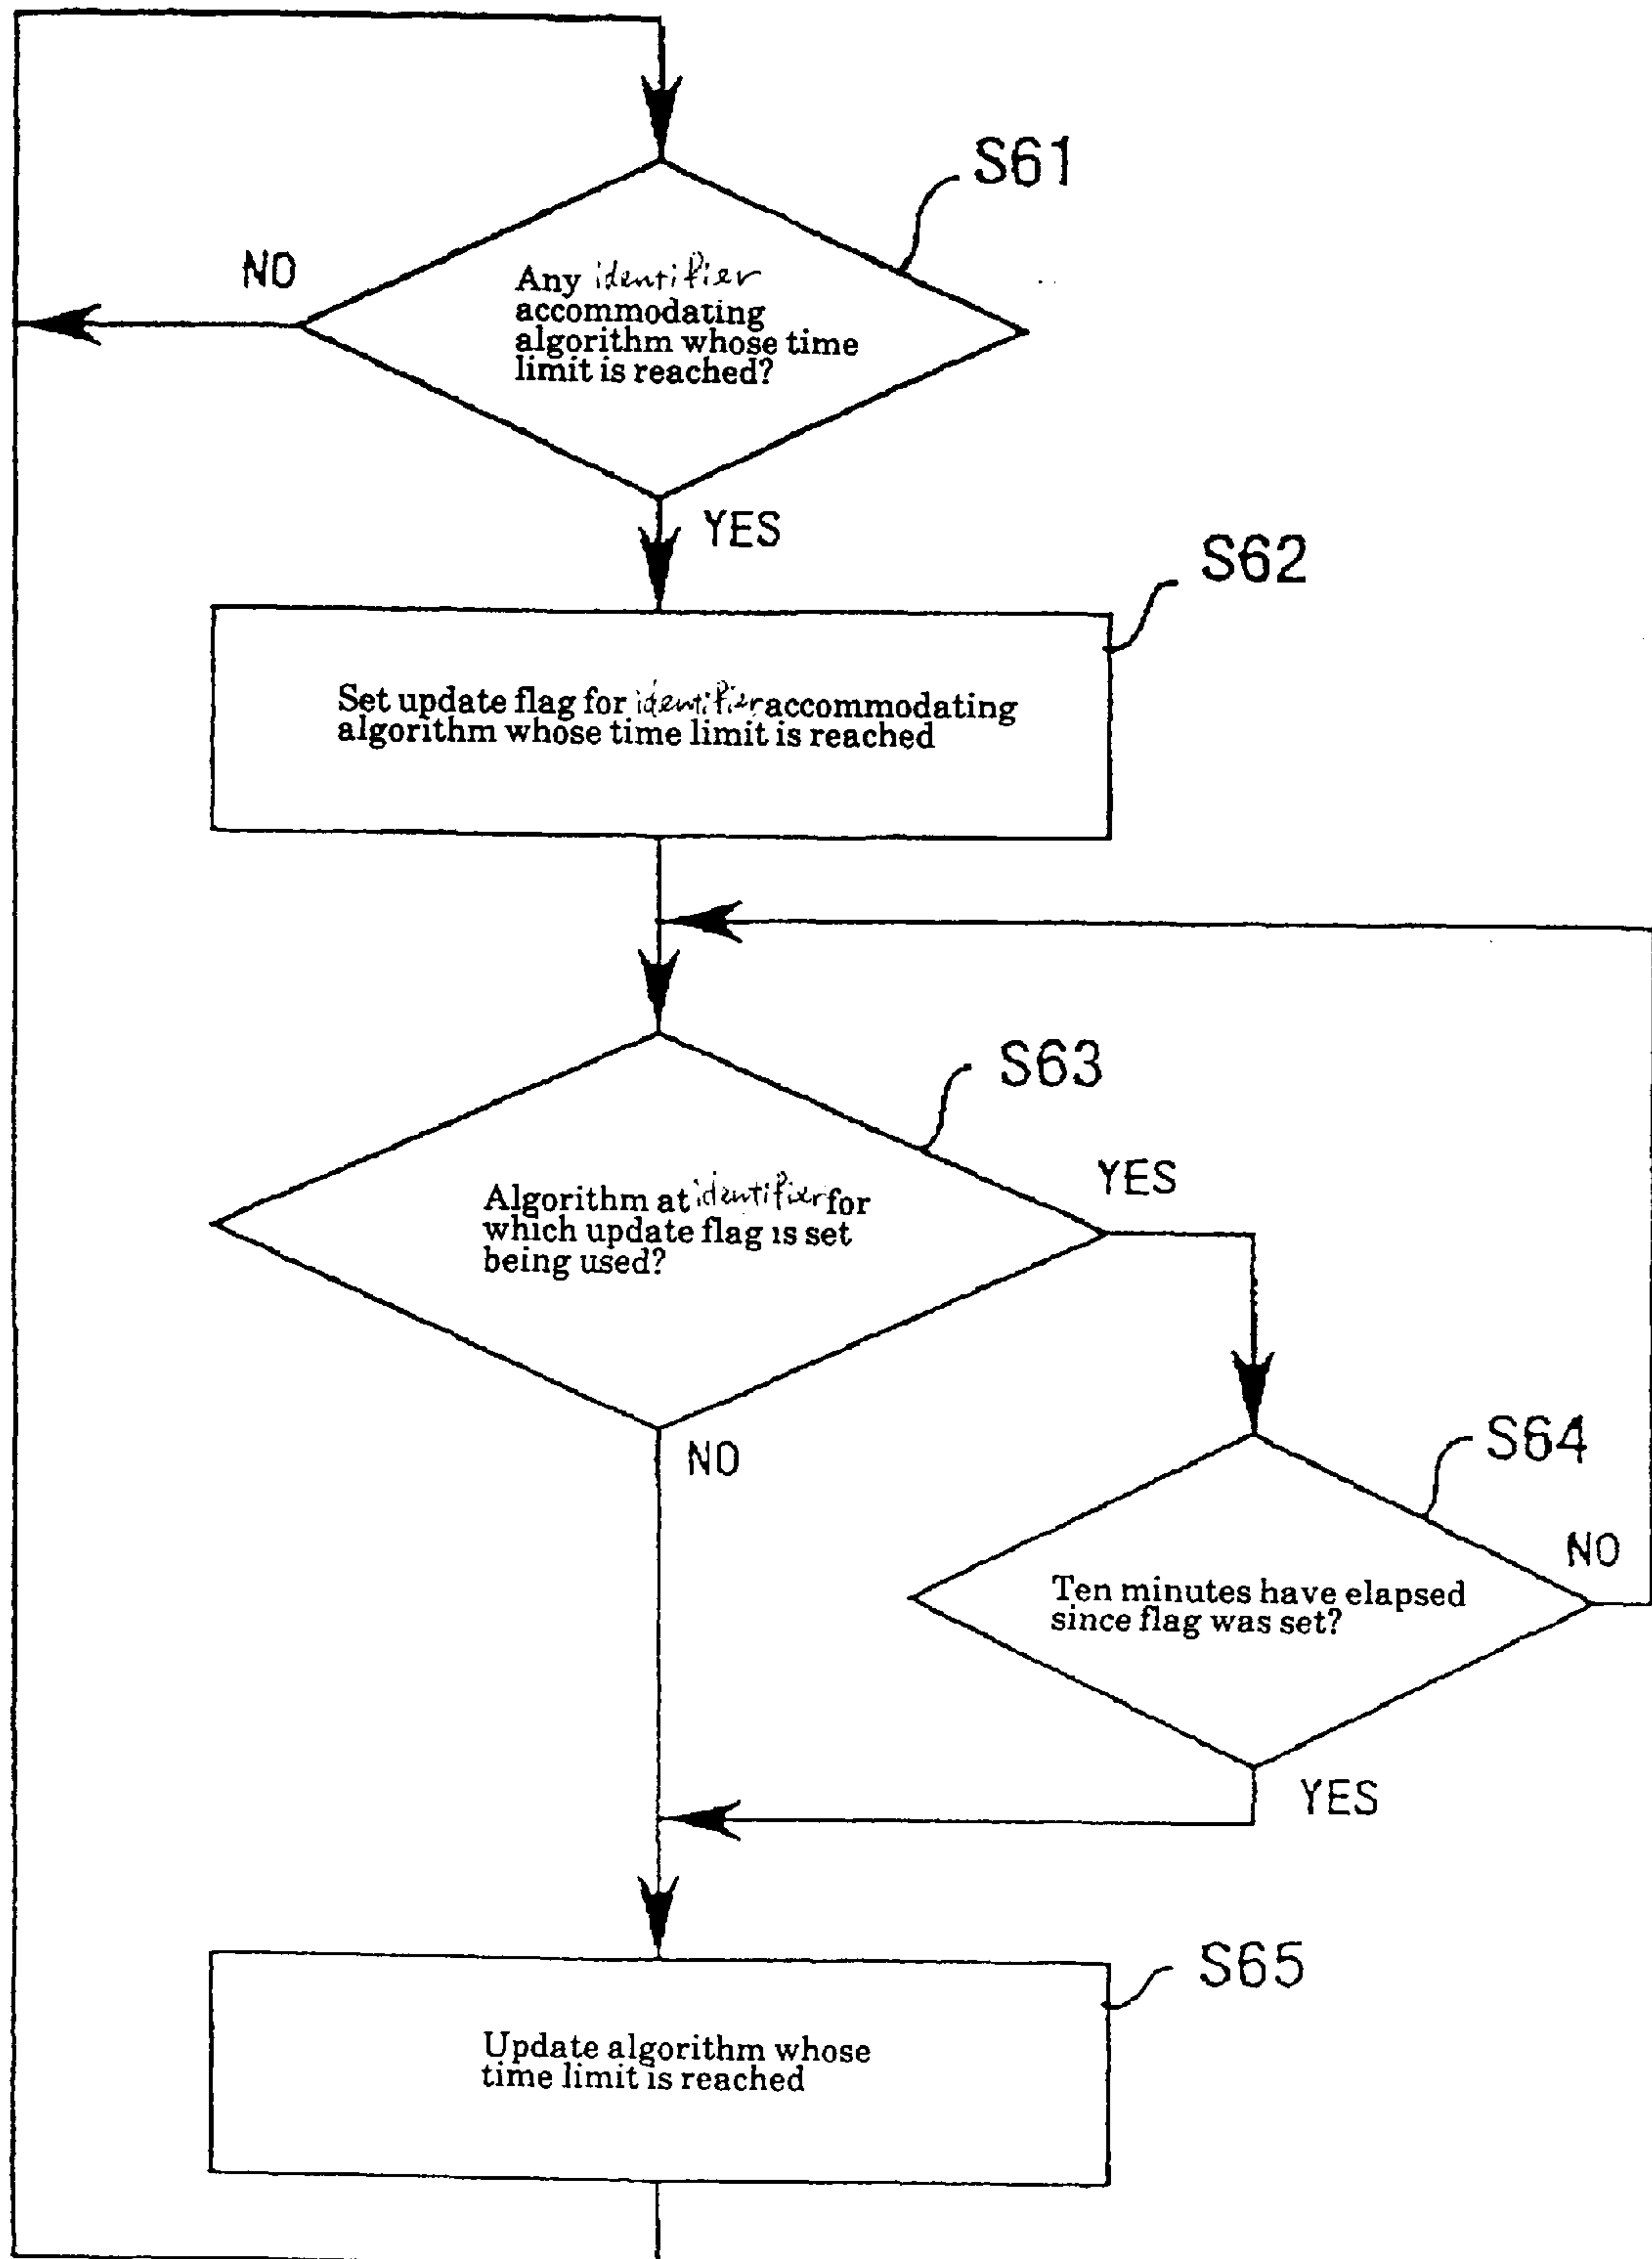 S61
NO
Any identifier
accommodating
algorithm whose time
limit is reached?
YES
S62
Set update flag for identifier accommodating
algorithm whose time limit is reached
S63
YES
Algorithm at identifier for
which update flag is set
being used?
NO
S64
NO
Ten minutes have elapsed
since flag was set?
YES
S65
Update algorithm whose
time limit is reached